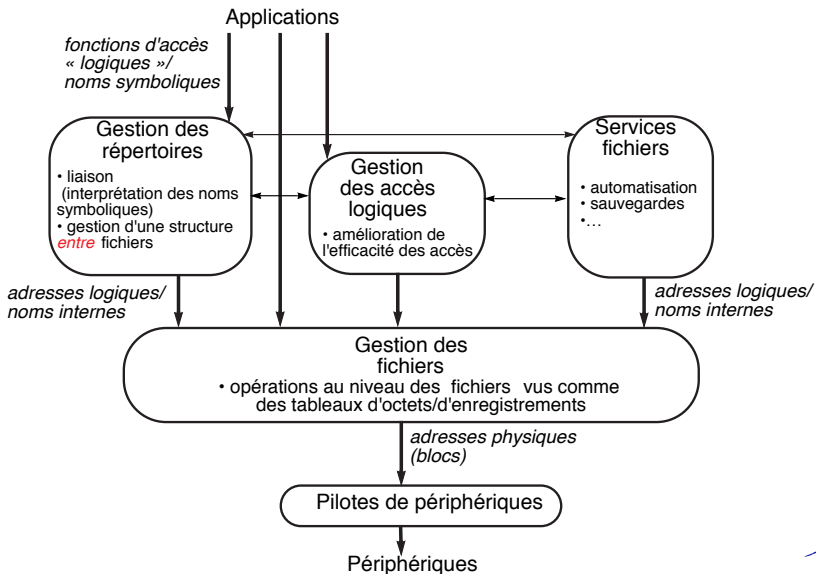 Applications
fonctions d'accès
« logiques »/
noms symboliques
Gestion des
répertoires
• liaison
(interprétation des noms
symboliques)
• gestion d'une structure
entre fichiers
Gestion
des accès
logiques
• amélioration de
l'efficacité des accès
Services
fichiers
• automatisation
• sauvegardes
•…
adresses logiques/
noms internes
adresses logiques/
noms internes
Gestion des
fichiers
• opérations au niveau des fichiers vus comme
des tableaux d'octets/d'enregistrements
adresses physiques
(blocs)
Pilotes de périphériques
Périphériques